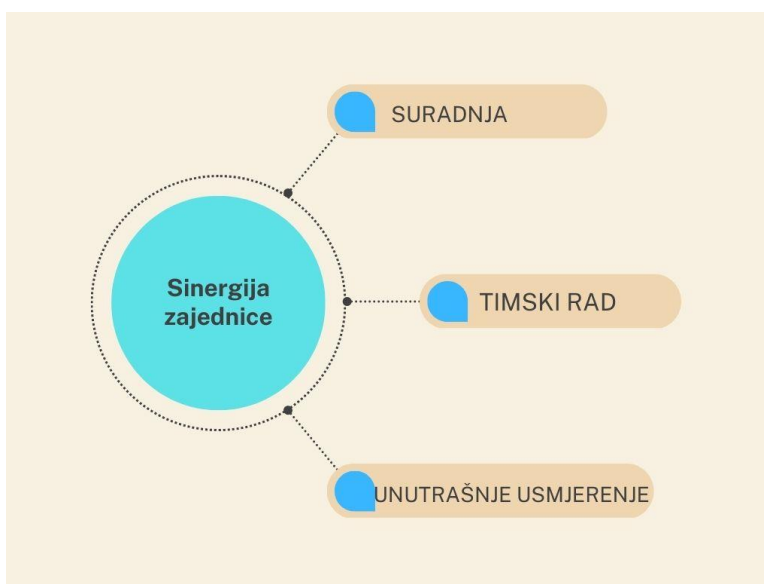 SURADNJA
Sinergija
zajednice
TIMSKI RAD
UNUTRAŠNJE USMJERENJE